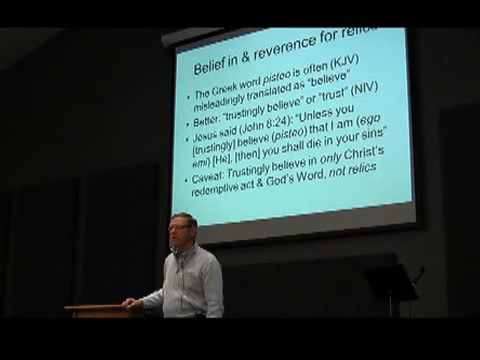 Belief in & reverence for relics
• The Greek word pisteo is often (KJV)
misleadingly translated as "believe"
• Better: "trustingly believe" or "trust" (NIV)
• Jesus said (John 8:24): "Unless you
[trustingly] believe (pisteo) that I am (ego
emi) [He], [then] you shall die in your sins"
• Caveat: Trustingly believe in only Christ's
redemptive act & God's Word, not relics